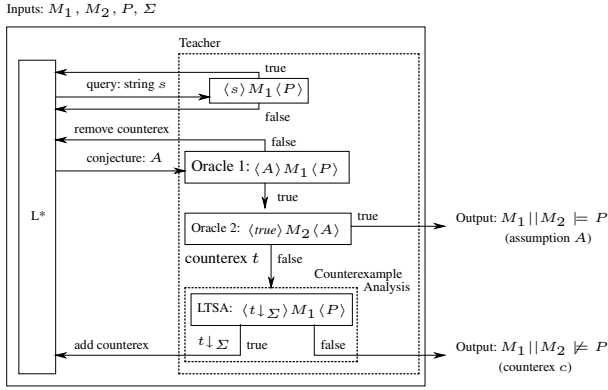 Inputs: M₁ , M₂ , P , Σ
Teacher
true
query: string s
⟨s⟩ M₁ ⟨P⟩
false
remove counterex
false
conjecture: A
Oracle 1: ⟨A⟩ M₁ ⟨P⟩
true
L*
Oracle 2: ⟨true⟩ M₂ ⟨A⟩
true
Output: M₁ || M₂ ⊨ P
(assumption A)
counterex t
false
Counterexample
Analysis
LTSA: ⟨t↓Σ⟩ M₁ ⟨P⟩
add counterex
t↓Σ
true
false
Output: M₁ || M₂ ⊭ P
(counterex c)